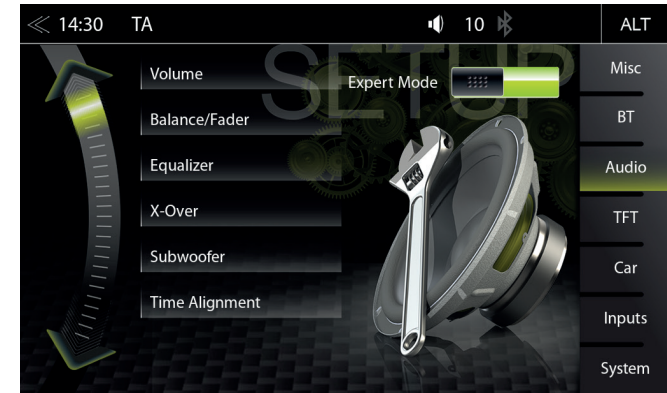 14:30 TA 10 ALT
SETUP
Volume
Expert Mode
Balance/Fader
Equalizer
X-Over
Subwoofer
Time Alignment
Misc
BT
Audio
TFT
Car
Inputs
System